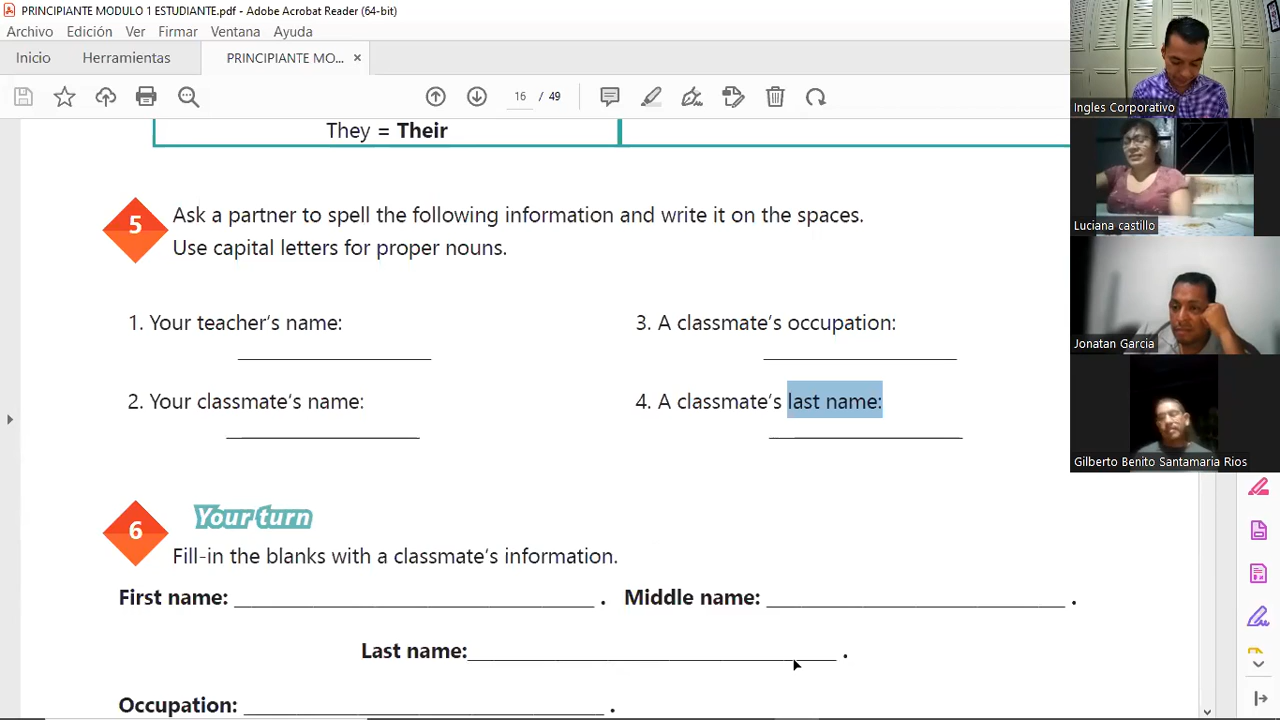 PRINCIPIANTE MODULO 1 ESTUDIANTE.pdf - Adobe Acrobat Reader (64-bit)
Archivo Edición Ver Firmar Ventana Ayuda
Inicio Herramientas PRINCIPIANTE MO... ×
16 / 49
They = Their
5 Ask a partner to spell the following information and write it on the spaces.
Use capital letters for proper nouns.
1. Your teacher's name:
3. A classmate's occupation:
2. Your classmate's name:
4. A classmate's last name:
6 Your turn
Fill-in the blanks with a classmate's information.
First name: ____________________ . Middle name: ____________________ .
Last name:____________________ .
Occupation: ____________________ .
Ingles Corporativo
Luciana castillo
Jonatan Garcia
Gilberto Benito Santamaria Rios